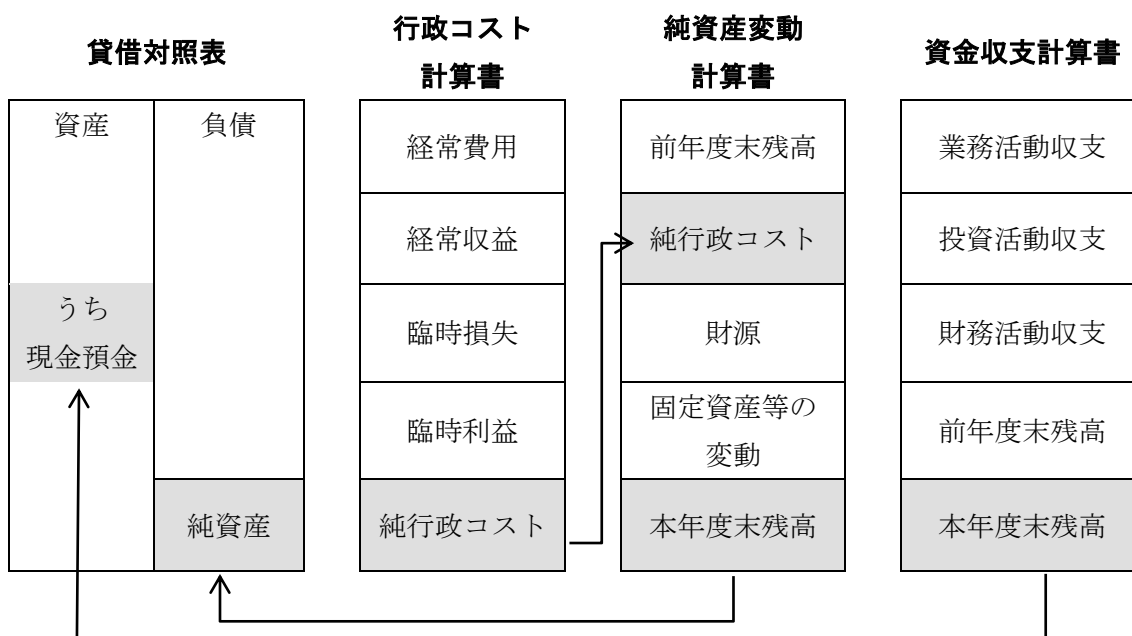 貸借対照表
行政コスト
計算書
純資産変動
計算書
資金収支計算書
資産
負債
うち
現金預金
純資産
経常費用
経常収益
臨時損失
臨時利益
純行政コスト
前年度末残高
純行政コスト
財源
固定資産等の
変動
本年度末残高
業務活動収支
投資活動収支
財務活動収支
前年度末残高
本年度末残高